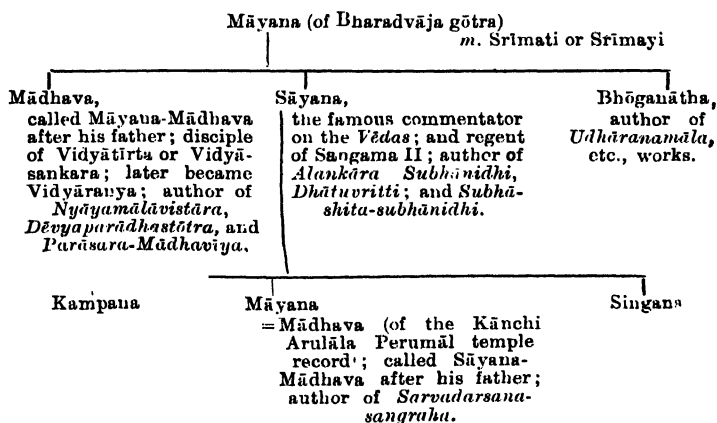 Māyana (of Bharadvāja gōtra)
m. Srīmati or Srīmayi
Mādhava,
called Māyaua-Mādhava
after his father; disciple
of Vidyātīrta or Vidyā-
sankara; later became
Vidyāranya; author of
Nyāyamālāvistāra,
Dēvyaparādhastōtra, and
Parāsara-Mādhavīya.
Sāyana,
the famous commentator
on the Vēdas; and regent
of Sangama II; author of
Alankāra Subhānidhi,
Dhātuvritti; and Subhā-
shita-subhānidhi.
Bhōganātha,
author of
Udhāranamāla,
etc., works.
Kampana
Māyana
=Mādhava (of the Kānchi
Arulāla Perumāl temple
record'; called Sāyana-
Mādhava after his father;
author of Sarvadarsana-
sangraha.
Singana